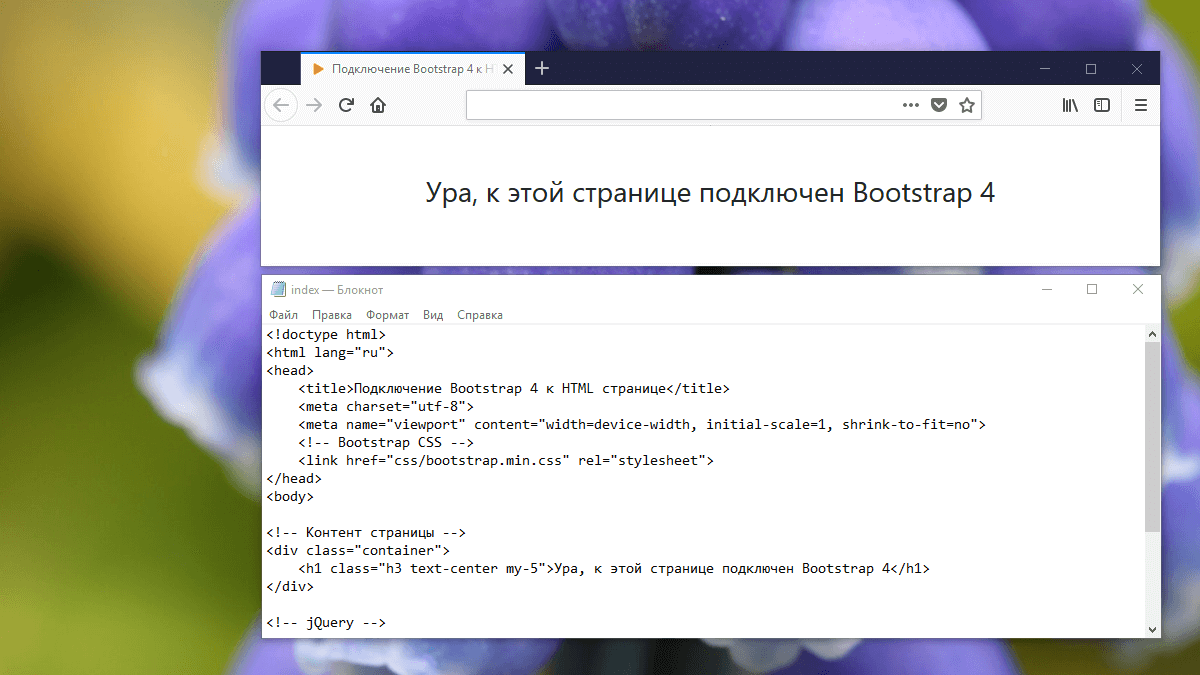 Подключение Bootstrap 4 к H
Ура, к этой странице подключен Bootstrap 4
index — Блокнот
Файл Правка Формат Вид Справка
<!doctype html>
<html lang="ru">
<head>
    <title>Подключение Bootstrap 4 к HTML странице</title>
    <meta charset="utf-8">
    <meta name="viewport" content="width=device-width, initial-scale=1, shrink-to-fit=no">
    <!-- Bootstrap CSS -->
    <link href="css/bootstrap.min.css" rel="stylesheet">
</head>
<body>
<!-- Контент страницы -->
<div class="container">
    <h1 class="h3 text-center my-5">Ура, к этой странице подключен Bootstrap 4</h1>
</div>
<!-- jQuery -->